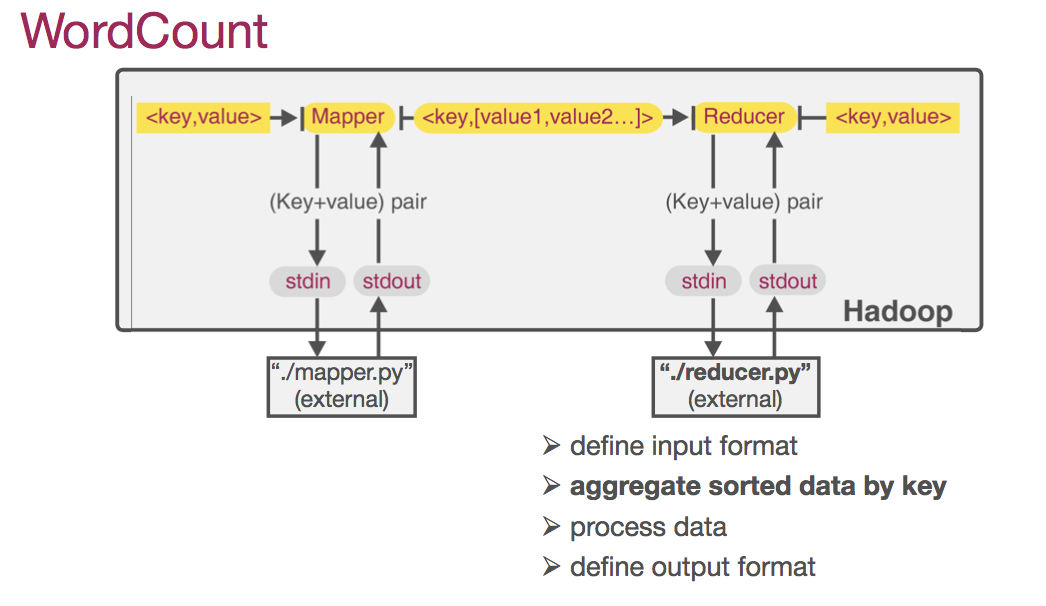 WordCount
<key,value>
Mapper
<key,[value1,value2...]>
Reducer
<key,value>
(Key+value) pair
(Key+value) pair
stdin
stdout
stdin
stdout
Hadoop
“./mapper.py”
(external)
“./reducer.py”
(external)
➢ define input format
➢ aggregate sorted data by key
➢ process data
➢ define output format